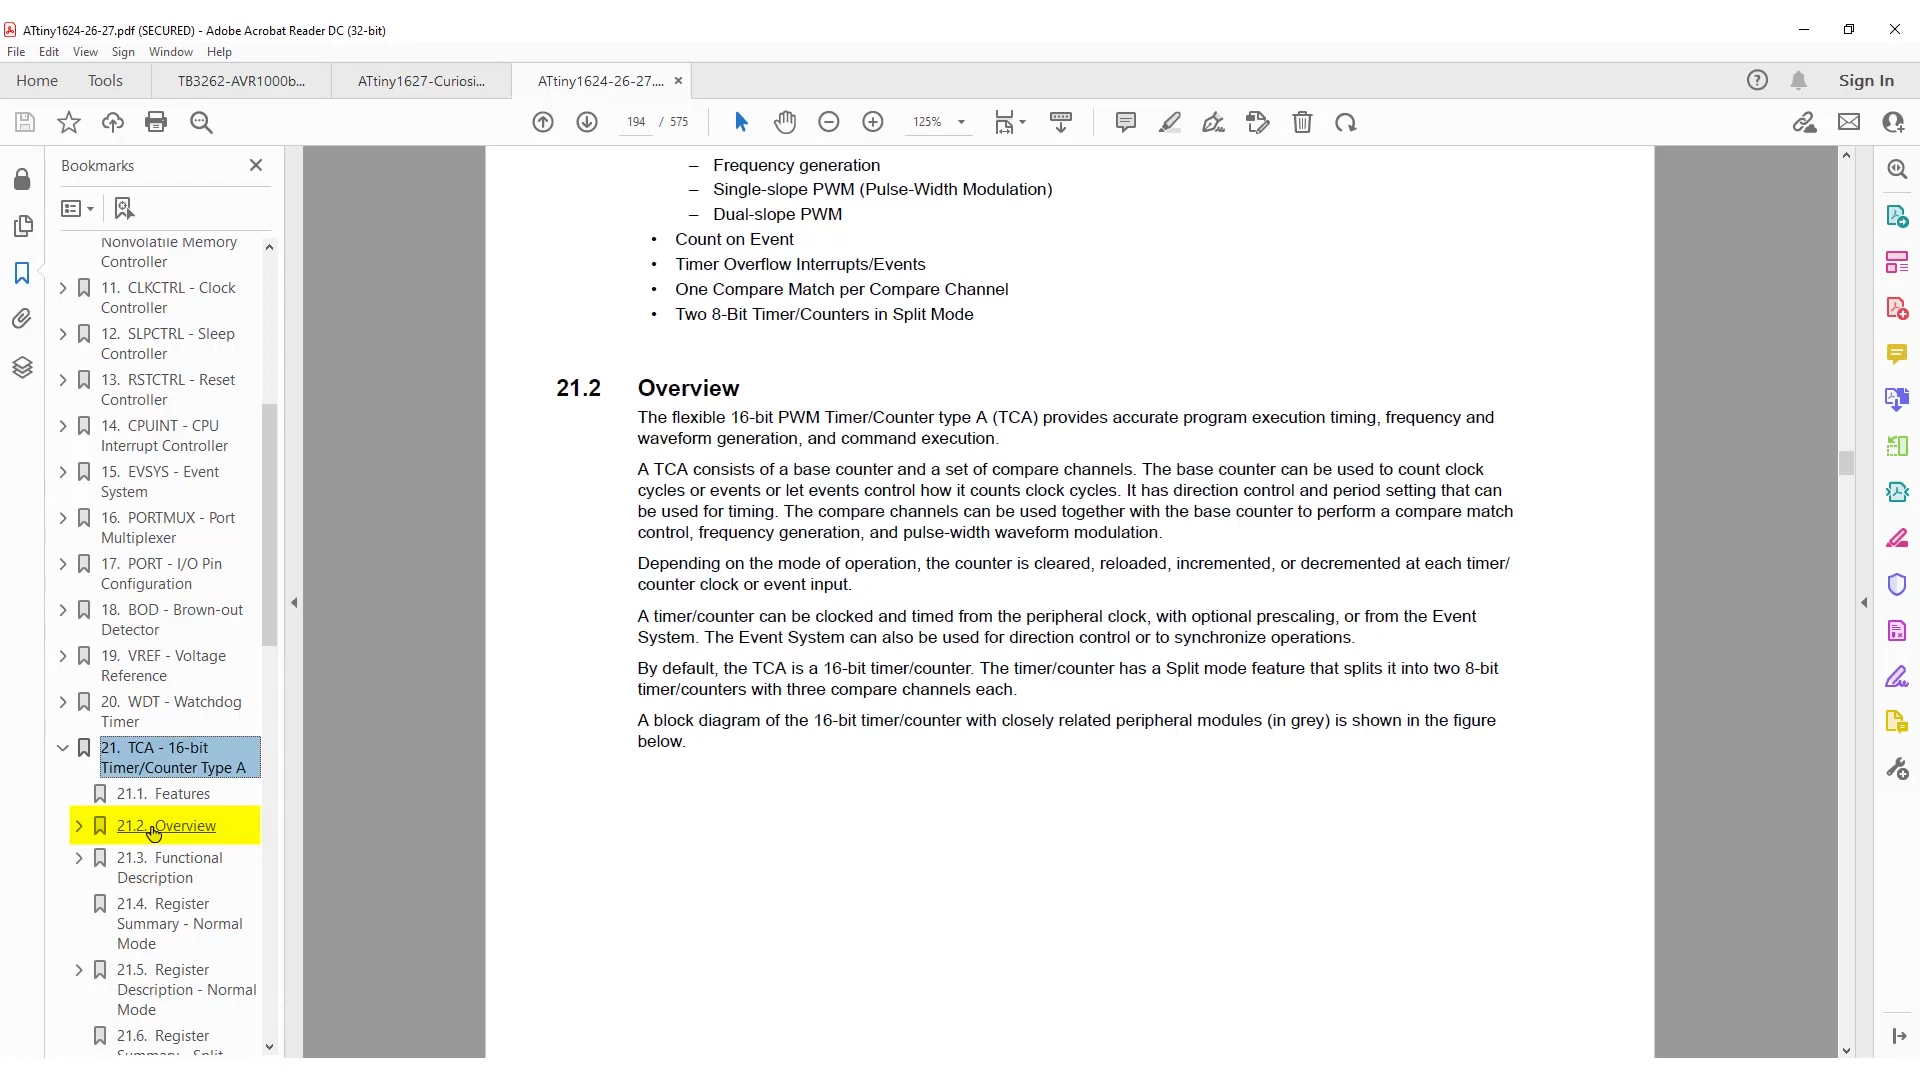 ATtiny1624-26-27.pdf (SECURED) - Adobe Acrobat Reader DC (32-bit)
File Edit View Sign Window Help
Home Tools TB3262-AVR1000b... ATtiny1627-Curiosi... ATtiny1624-26-27.... × Sign In
194 / 575 125%
Bookmarks
Nonvolatile Memory
Controller
11. CLKCTRL - Clock
Controller
12. SLPCTRL - Sleep
Controller
13. RSTCTRL - Reset
Controller
14. CPUINT - CPU
Interrupt Controller
15. EVSYS - Event
System
16. PORTMUX - Port
Multiplexer
17. PORT - I/O Pin
Configuration
18. BOD - Brown-out
Detector
19. VREF - Voltage
Reference
20. WDT - Watchdog
Timer
21. TCA - 16-bit
Timer/Counter Type A
21.1. Features
21.2. Overview
21.3. Functional
Description
21.4. Register
Summary - Normal
Mode
21.5. Register
Description - Normal
Mode
21.6. Register
Summary - Split
– Frequency generation
– Single-slope PWM (Pulse-Width Modulation)
– Dual-slope PWM
• Count on Event
• Timer Overflow Interrupts/Events
• One Compare Match per Compare Channel
• Two 8-Bit Timer/Counters in Split Mode
21.2 Overview
The flexible 16-bit PWM Timer/Counter type A (TCA) provides accurate program execution timing, frequency and
waveform generation, and command execution.
A TCA consists of a base counter and a set of compare channels. The base counter can be used to count clock
cycles or events or let events control how it counts clock cycles. It has direction control and period setting that can
be used for timing. The compare channels can be used together with the base counter to perform a compare match
control, frequency generation, and pulse-width waveform modulation.
Depending on the mode of operation, the counter is cleared, reloaded, incremented, or decremented at each timer/
counter clock or event input.
A timer/counter can be clocked and timed from the peripheral clock, with optional prescaling, or from the Event
System. The Event System can also be used for direction control or to synchronize operations.
By default, the TCA is a 16-bit timer/counter. The timer/counter has a Split mode feature that splits it into two 8-bit
timer/counters with three compare channels each.
A block diagram of the 16-bit timer/counter with closely related peripheral modules (in grey) is shown in the figure
below.